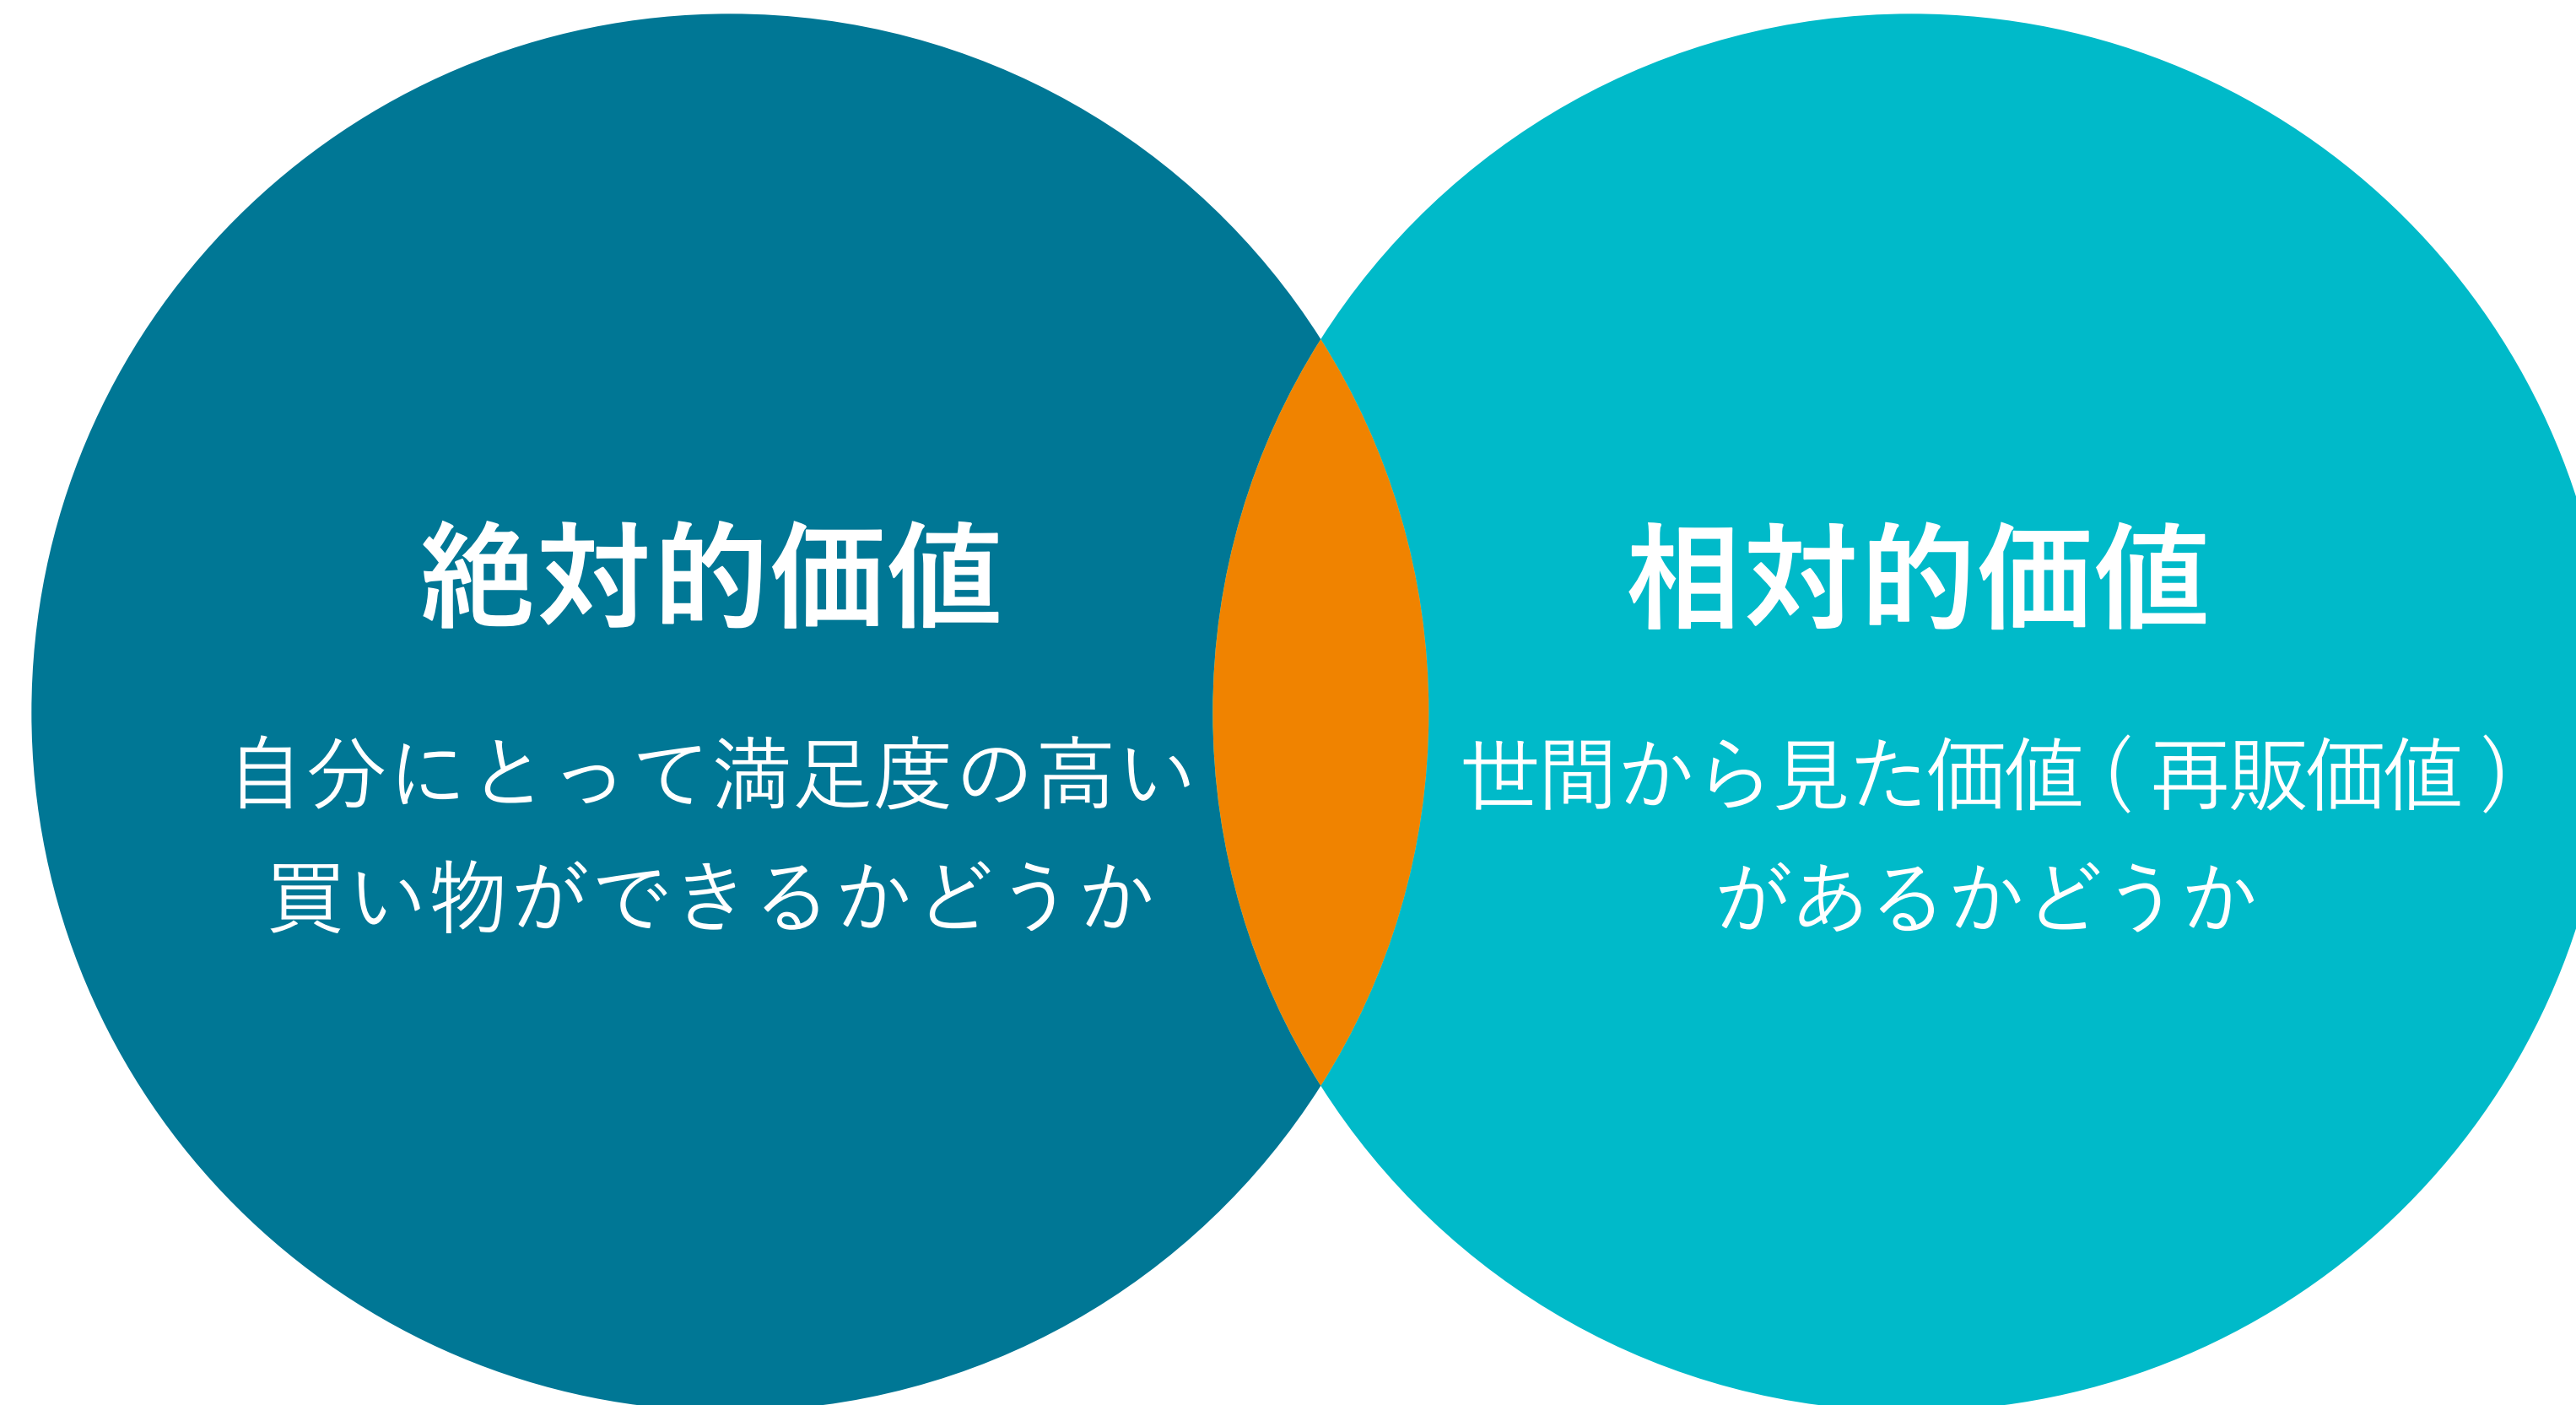 絶対的価値
自分にとって満足度の高い
買い物ができるかどうか
相対的価値
世間から見た価値(再販価値)
があるかどうか